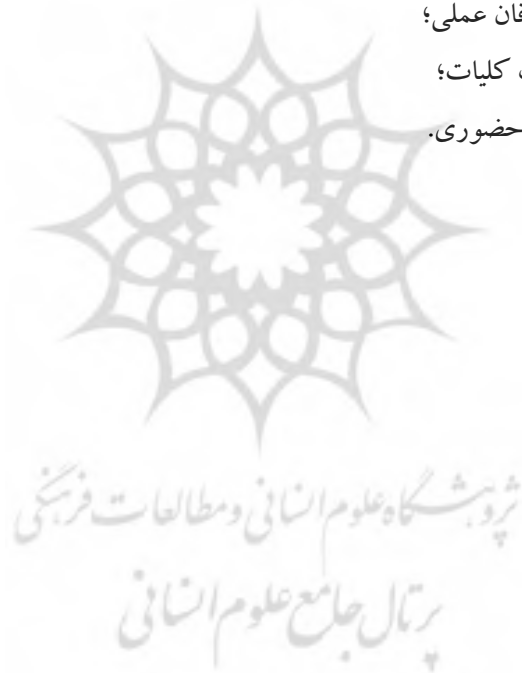 فان عملی؛
کلیات؛
حضوری.
پژوهشگاه علوم انسانی و مطالعات فرهنگی
پرتال جامع علوم انسانی